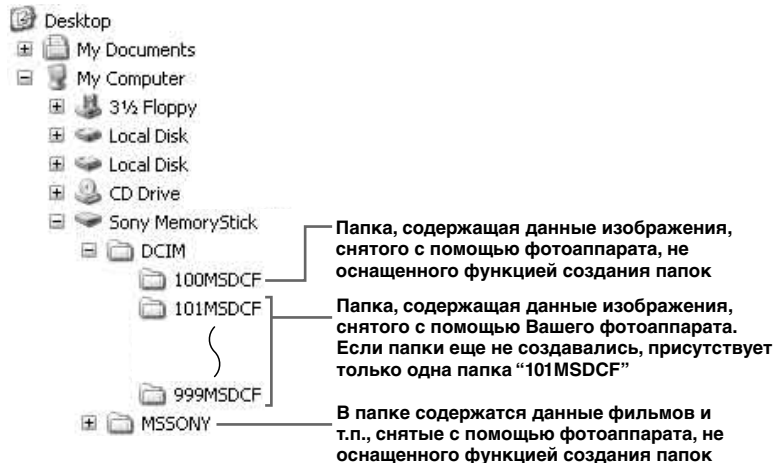 Desktop
My Documents
My Computer
3½ Floppy
Local Disk
Local Disk
CD Drive
Sony MemoryStick
DCIM
100MSDCF
101MSDCF
999MSDCF
MSSONY
Папка, содержащая данные изображения,
снятого с помощью фотоаппарата, не
оснащенного функцией создания папок
Папка, содержащая данные изображения,
снятого с помощью Вашего фотоаппарата.
Если папки еще не создавались, присутствует
только одна папка “101MSDCF”
В папке содержатся данные фильмов и
т.п., снятые с помощью фотоаппарата, не
оснащенного функцией создания папок